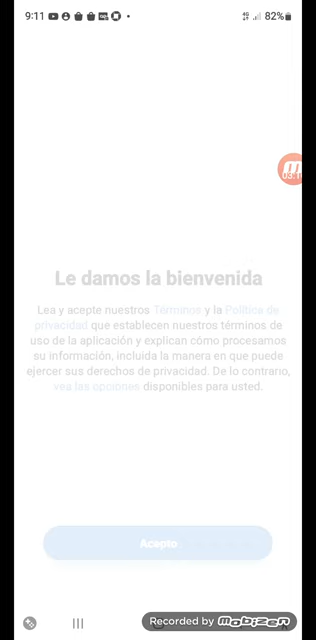 9:11
82%
03:1
Le damos la bienvenida
Lea y acepte nuestros Términos y la Política de
privacidad que establecen nuestros términos de
uso de la aplicación y explican cómo procesamos
su información, incluida la manera en que puede
ejercer sus derechos de privacidad. De lo contrario,
vea las opciones disponibles para usted.
Acepto
Recorded by mobizen